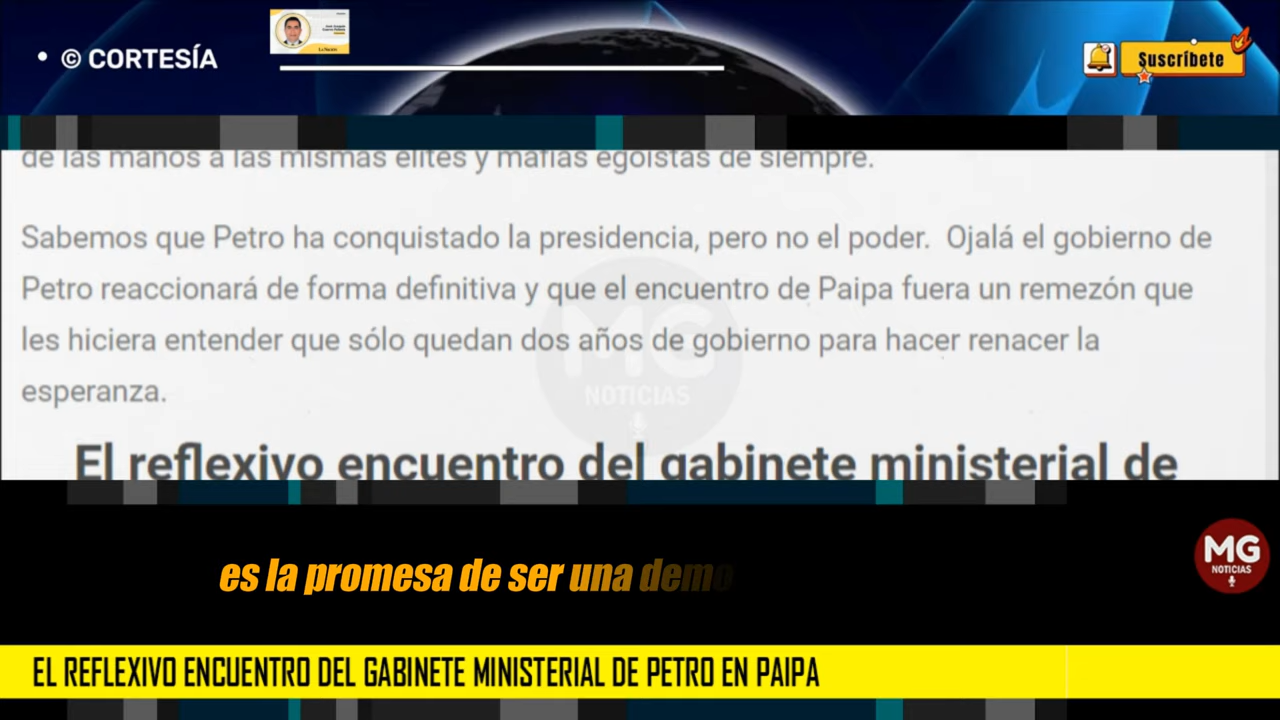 • © CORTESÍA
Suscríbete
de las manos a las mismas élites y mafias egoístas de siempre.
Sabemos que Petro ha conquistado la presidencia, pero no el poder. Ojalá el gobierno de
Petro reaccionará de forma definitiva y que el encuentro de Paipa fuera un remezón que
les hiciera entender que sólo quedan dos años de gobierno para hacer renacer la
esperanza.
MG
NOTICIAS
El reflexivo encuentro del gabinete ministerial de
es la promesa de ser una demo
MG
NOTICIAS
EL REFLEXIVO ENCUENTRO DEL GABINETE MINISTERIAL DE PETRO EN PAIPA